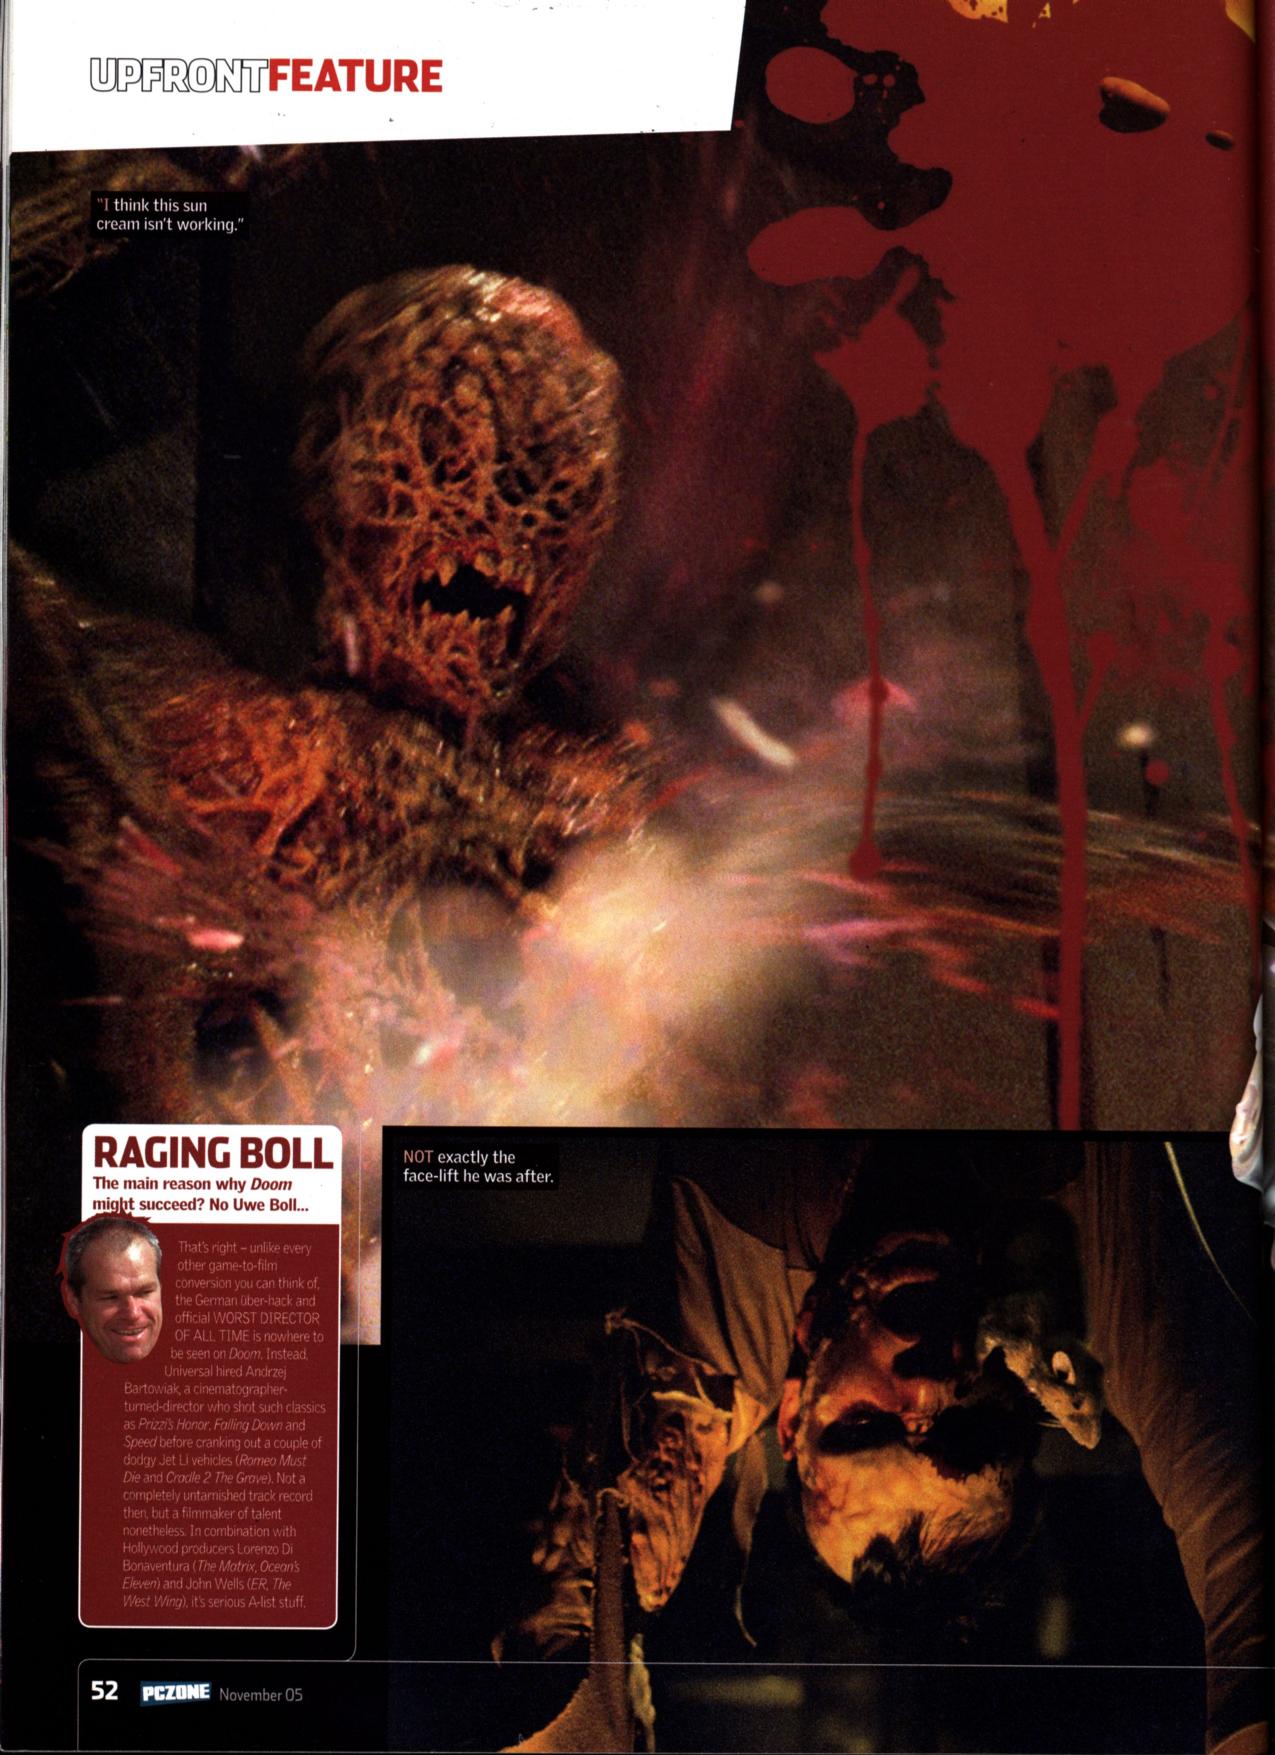 UPFRONTFEATURE
"I think this sun
cream isn't working."
RAGING BOLL
The main reason why Doom
might succeed? No Uwe Boll...
That's right – unlike every
other game-to-film
conversion you can think of,
the German über-hack and
official WORST DIRECTOR
OF ALL TIME is nowhere to
be seen on Doom. Instead,
Universal hired Andrzej
Bartowiak, a cinematographer-
turned-director who shot such classics
as Prizzi's Honor, Falling Down and
Speed before cranking out a couple of
dodgy Jet Li vehicles (Romeo Must
Die and Cradle 2 The Grave). Not a
completely untarnished track record
then, but a filmmaker of talent
nonetheless. In combination with
Hollywood producers Lorenzo Di
Bonaventura (The Matrix, Ocean's
Eleven) and John Wells (ER, The
West Wing), it's serious A-list stuff.
NOT exactly the
face-lift he was after.
52 PCZONE November 05